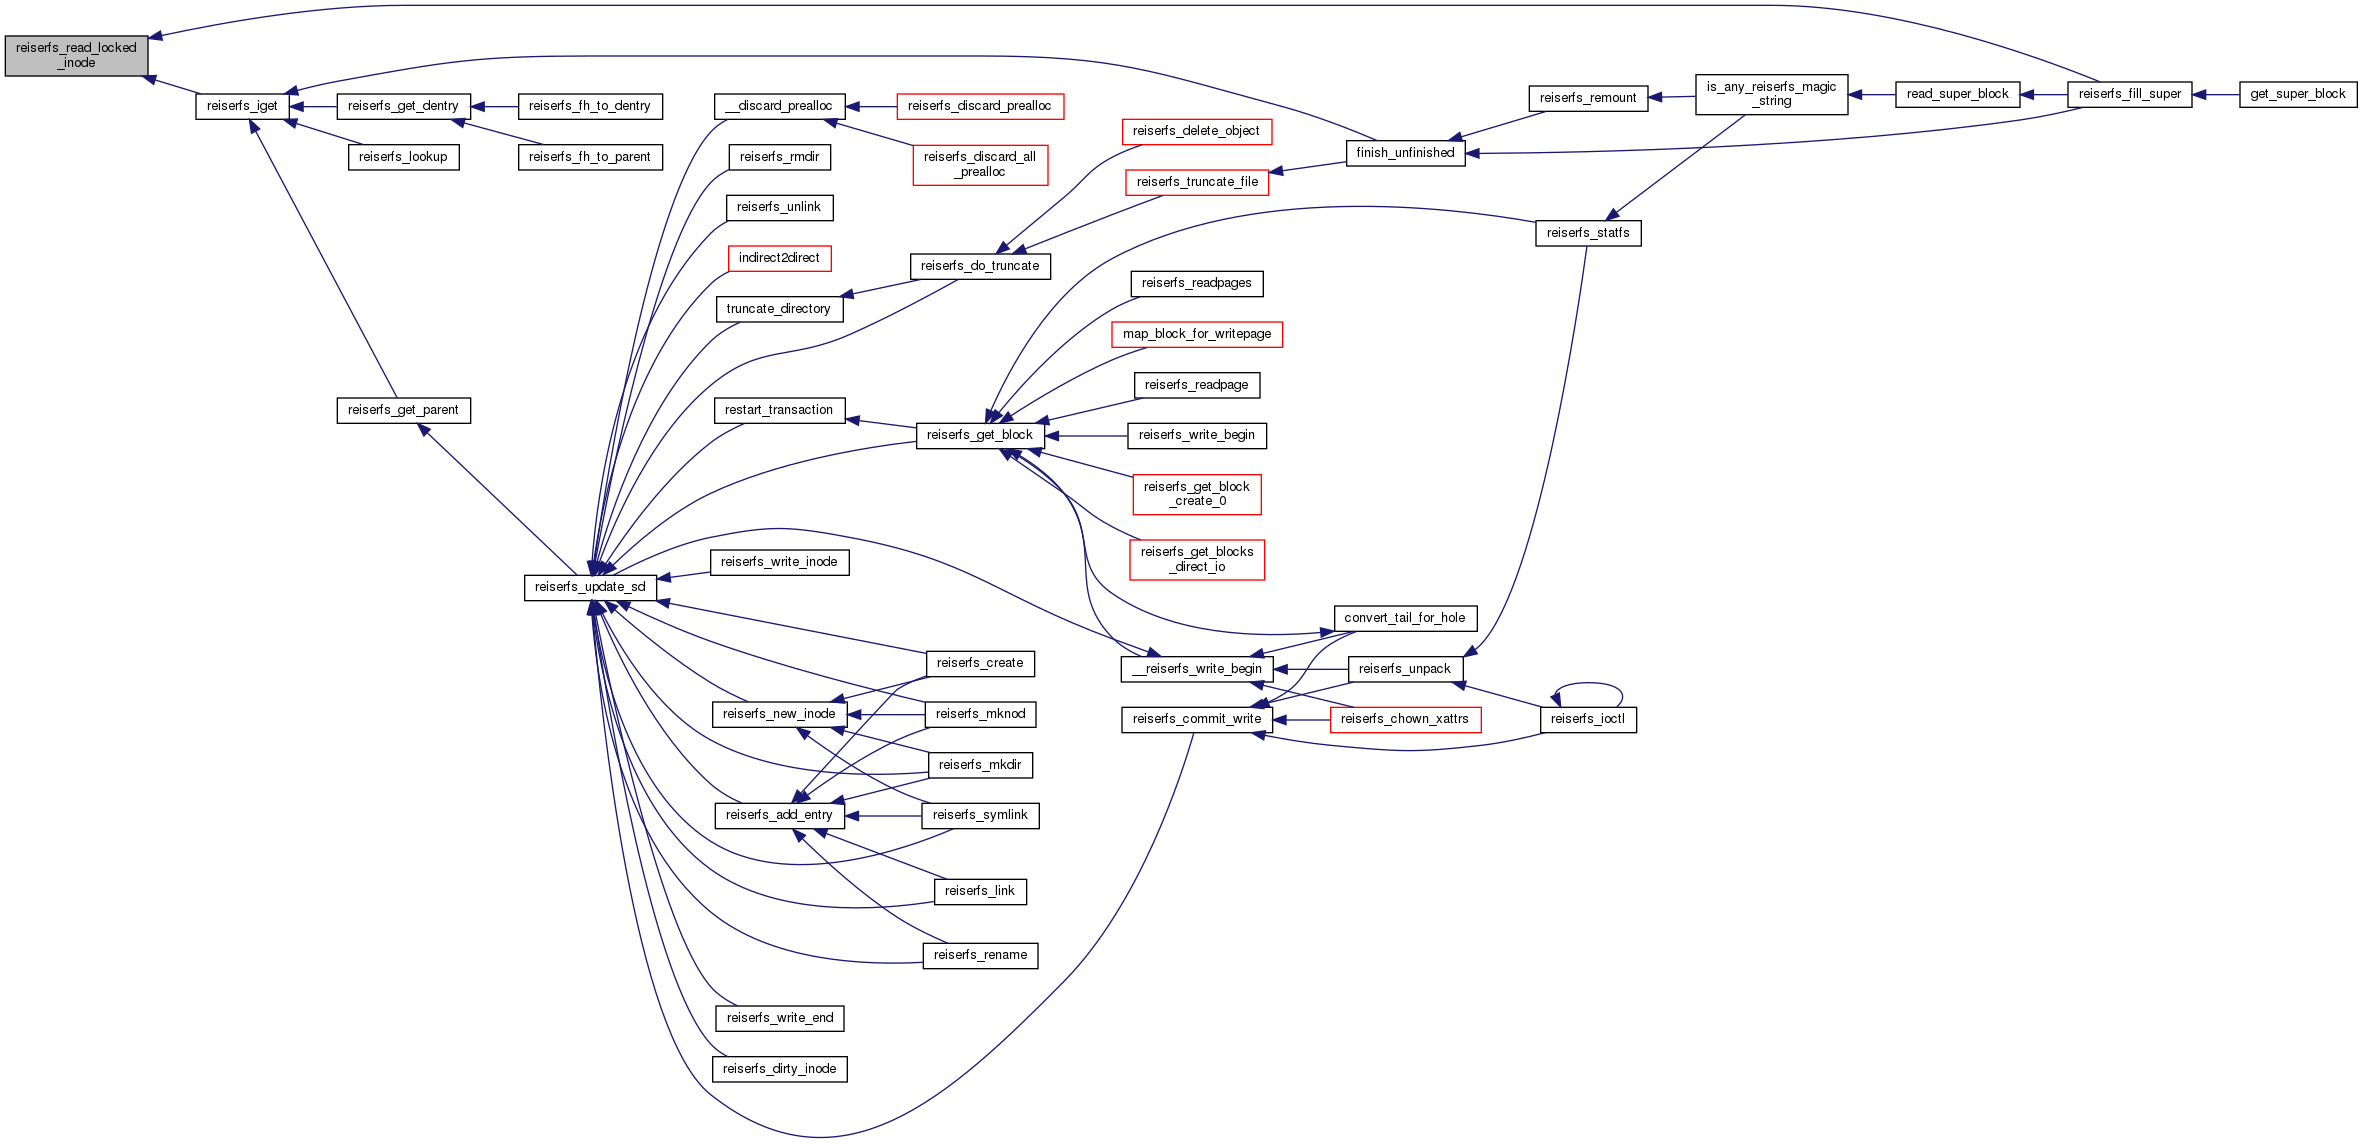 reiserfs_read_locked
_inode
reiserfs_iget
reiserfs_get_dentry
reiserfs_fh_to_dentry
reiserfs_lookup
reiserfs_fh_to_parent
reiserfs_get_parent
reiserfs_update_sd
__discard_prealloc
reiserfs_discard_prealloc
reiserfs_discard_all
_prealloc
reiserfs_rmdir
reiserfs_unlink
indirect2direct
truncate_directory
reiserfs_do_truncate
reiserfs_delete_object
reiserfs_truncate_file
finish_unfinished
reiserfs_remount
is_any_reiserfs_magic
_string
read_super_block
reiserfs_fill_super
get_super_block
reiserfs_statfs
restart_transaction
reiserfs_get_block
reiserfs_readpages
map_block_for_writepage
reiserfs_readpage
reiserfs_write_begin
reiserfs_get_block
_create_0
reiserfs_get_blocks
_direct_io
reiserfs_write_inode
convert_tail_for_hole
__reiserfs_write_begin
reiserfs_unpack
reiserfs_commit_write
reiserfs_chown_xattrs
reiserfs_ioctl
reiserfs_create
reiserfs_new_inode
reiserfs_mknod
reiserfs_mkdir
reiserfs_add_entry
reiserfs_symlink
reiserfs_link
reiserfs_rename
reiserfs_write_end
reiserfs_dirty_inode